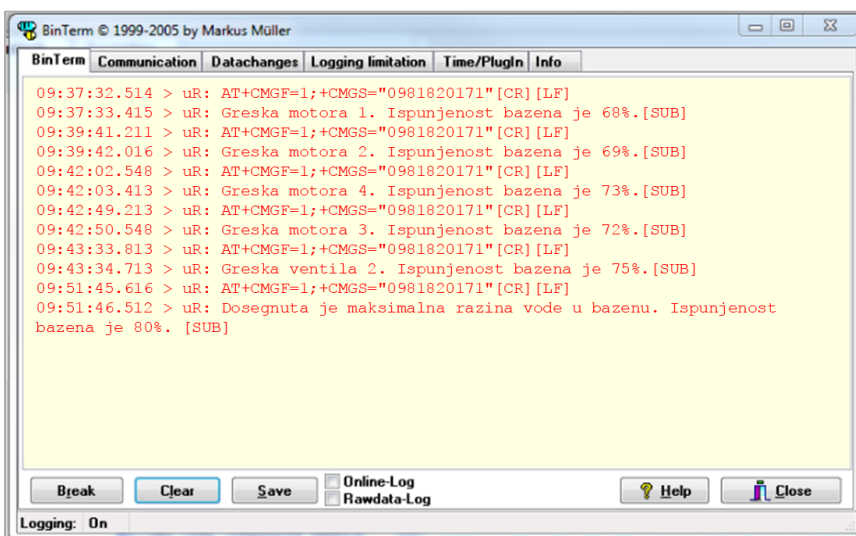 BinTerm © 1999-2005 by Markus Müller
BinTerm Communication Datachanges Logging limitation Time/PlugIn Info
09:37:32.514 > uR: AT+CMGF=1;+CMGS="0981820171"[CR][LF]
09:37:33.415 > uR: Greska motora 1. Ispunjenost bazena je 68%.[SUB]
09:39:41.211 > uR: AT+CMGF=1;+CMGS="0981820171"[CR][LF]
09:39:42.016 > uR: Greska motora 2. Ispunjenost bazena je 69%.[SUB]
09:42:02.548 > uR: AT+CMGF=1;+CMGS="0981820171"[CR][LF]
09:42:03.413 > uR: Greska motora 4. Ispunjenost bazena je 73%.[SUB]
09:42:49.213 > uR: AT+CMGF=1;+CMGS="0981820171"[CR][LF]
09:42:50.548 > uR: Greska motora 3. Ispunjenost bazena je 72%.[SUB]
09:43:33.813 > uR: AT+CMGF=1;+CMGS="0981820171"[CR][LF]
09:43:34.713 > uR: Greska ventila 2. Ispunjenost bazena je 75%.[SUB]
09:51:45.616 > uR: AT+CMGF=1;+CMGS="0981820171"[CR][LF]
09:51:46.512 > uR: Dosegnuta je maksimalna razina vode u bazenu. Ispunjenost
bazena je 80%. [SUB]
Break Clear Save Online-Log Help Close
Rawdata-Log
Logging: On